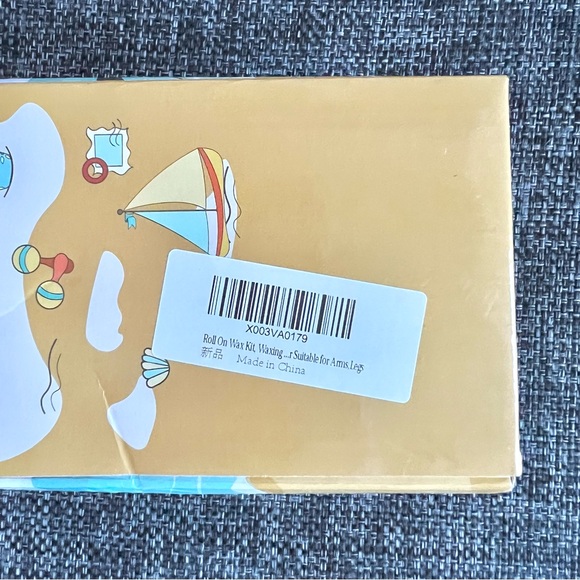 X003VA0179
Roll On Wax Kit, Waxing ...r Suitable for Arms, Legs
新品 Made in China